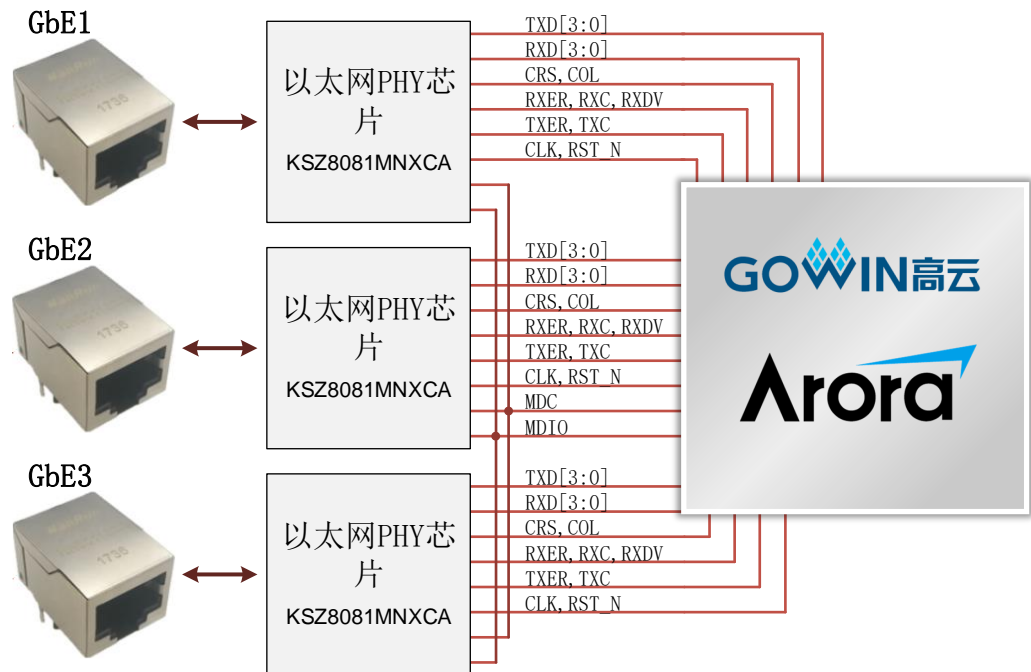 GbE1
1736
以太网PHY芯
片
KSZ8081MNXCA
TXD[3:0]
RXD[3:0]
CRS,COL
RXER,RXC,RXDV
TXER,TXC
CLK,RST_N
GbE2
1736
以太网PHY芯
片
KSZ8081MNXCA
TXD[3:0]
RXD[3:0]
CRS,COL
RXER,RXC,RXDV
TXER,TXC
CLK,RST_N
MDC
MDIO
GOWIN高云
Arora
GbE3
1736
以太网PHY芯
片
KSZ8081MNXCA
TXD[3:0]
RXD[3:0]
CRS,COL
RXER,RXC,RXDV
TXER,TXC
CLK,RST_N